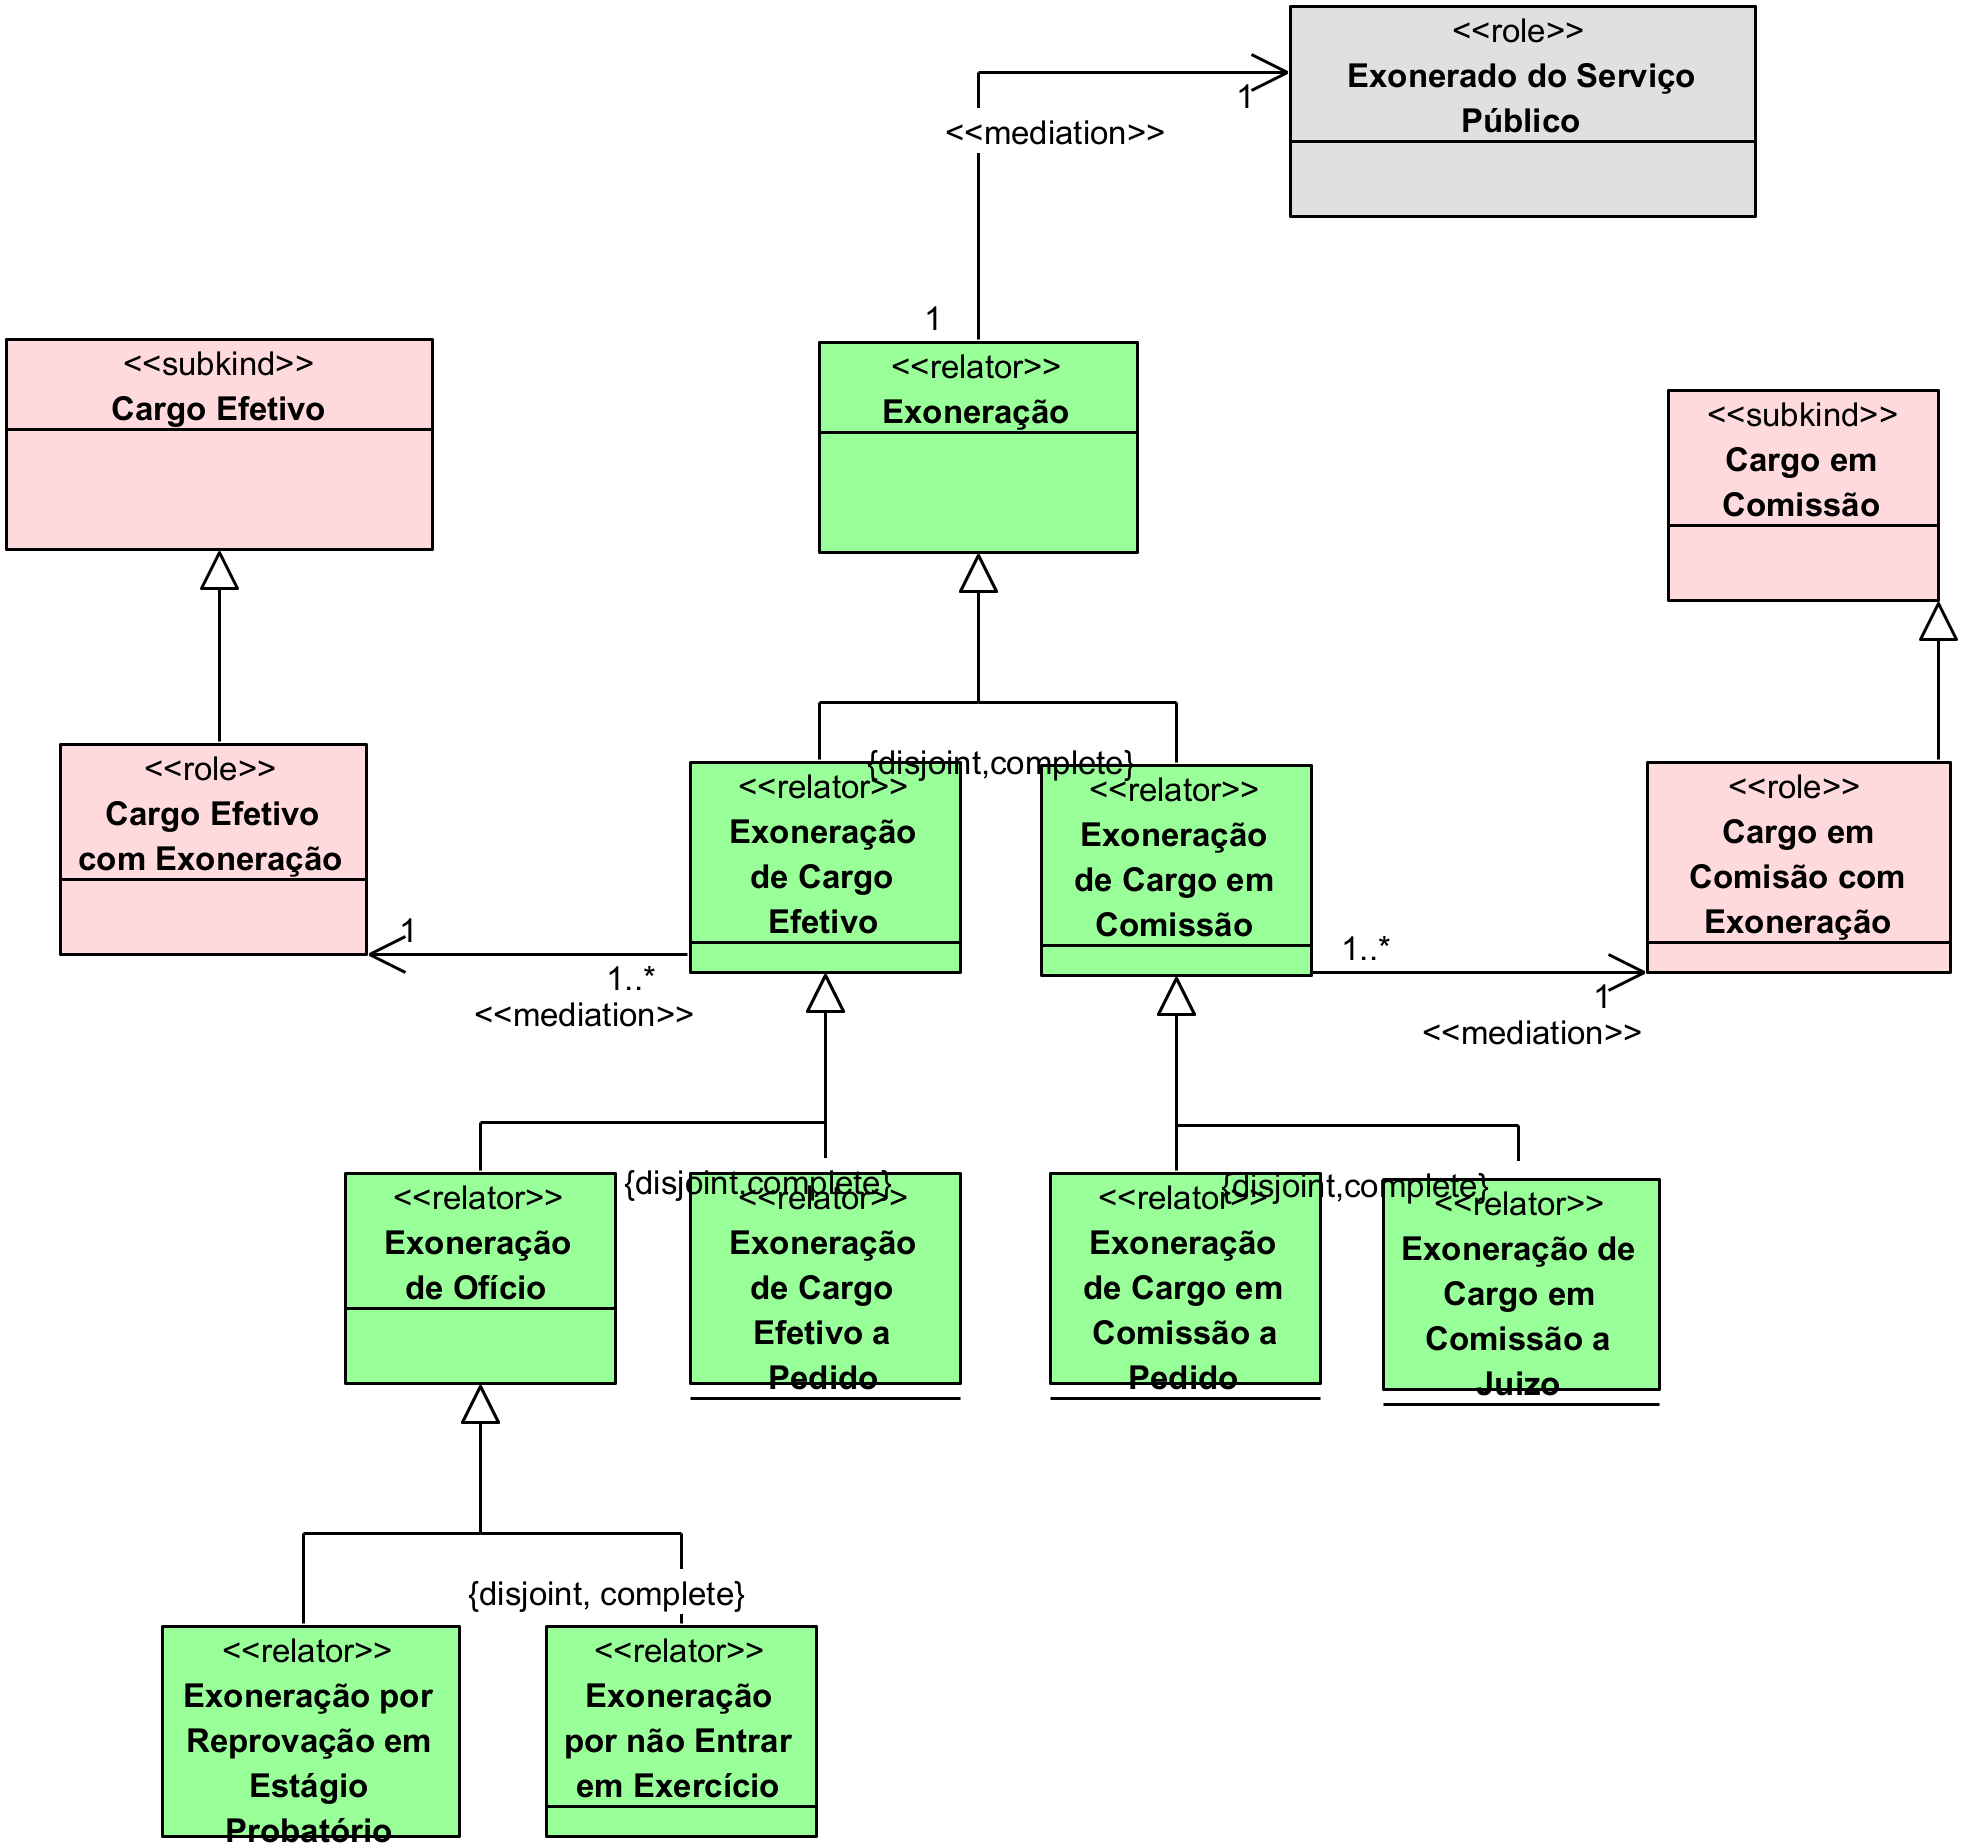 <<role>>
Exonerado do Serviço
Público
1
<<mediation>>
1
<<subkind>>
Cargo Efetivo
<<relator>>
Exoneração
<<subkind>>
Cargo em
Comissão
{disjoint,complete}
<<role>>
Cargo Efetivo
com Exoneração
<<relator>>
Exoneração
de Cargo
Efetivo
<<relator>>
Exoneração
de Cargo em
Comissão
<<role>>
Cargo em
Comisão com
Exoneração
1
1..*
<<mediation>>
1..*
1
<<mediation>>
{disjoint,complete}
{disjoint,complete}
<<relator>>
Exoneração
de Ofício
<<relator>>
Exoneração
de Cargo
Efetivo a
Pedido
<<relator>>
Exoneração
de Cargo em
Comissão a
Pedido
<<relator>>
Exoneração de
Cargo em
Comissão a
Juizo
{disjoint, complete}
<<relator>>
Exoneração por
Reprovação em
Estágio
Probatório
<<relator>>
Exoneração
por não Entrar
em Exercício